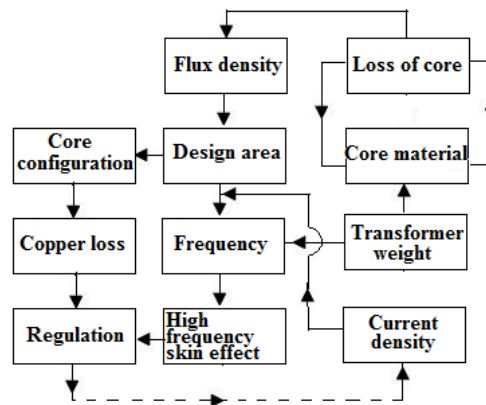 Flux density
Loss of core
Core
configuration
Design area
Core material
Copper loss
Frequency
Transformer
weight
Regulation
High
frequency
skin effect
Current
density